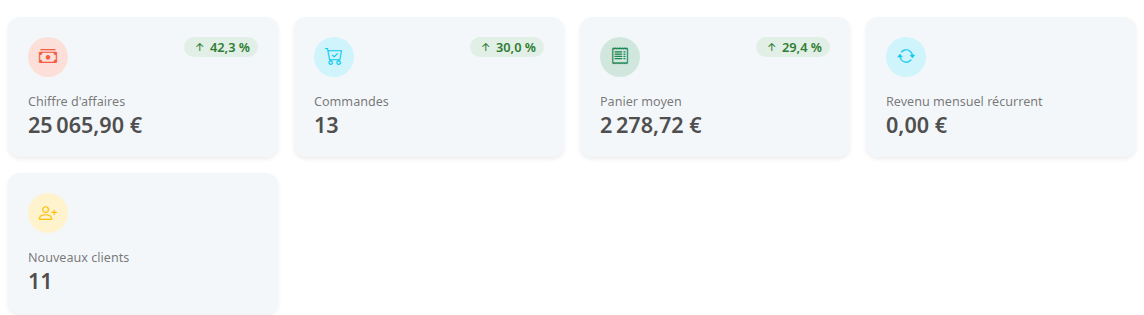 ↑ 42,3 %
Chiffre d'affaires
25 065,90 €
↑ 30,0 %
Commandes
13
↑ 29,4 %
Panier moyen
2 278,72 €
Revenu mensuel récurrent
0,00 €
Nouveaux clients
11